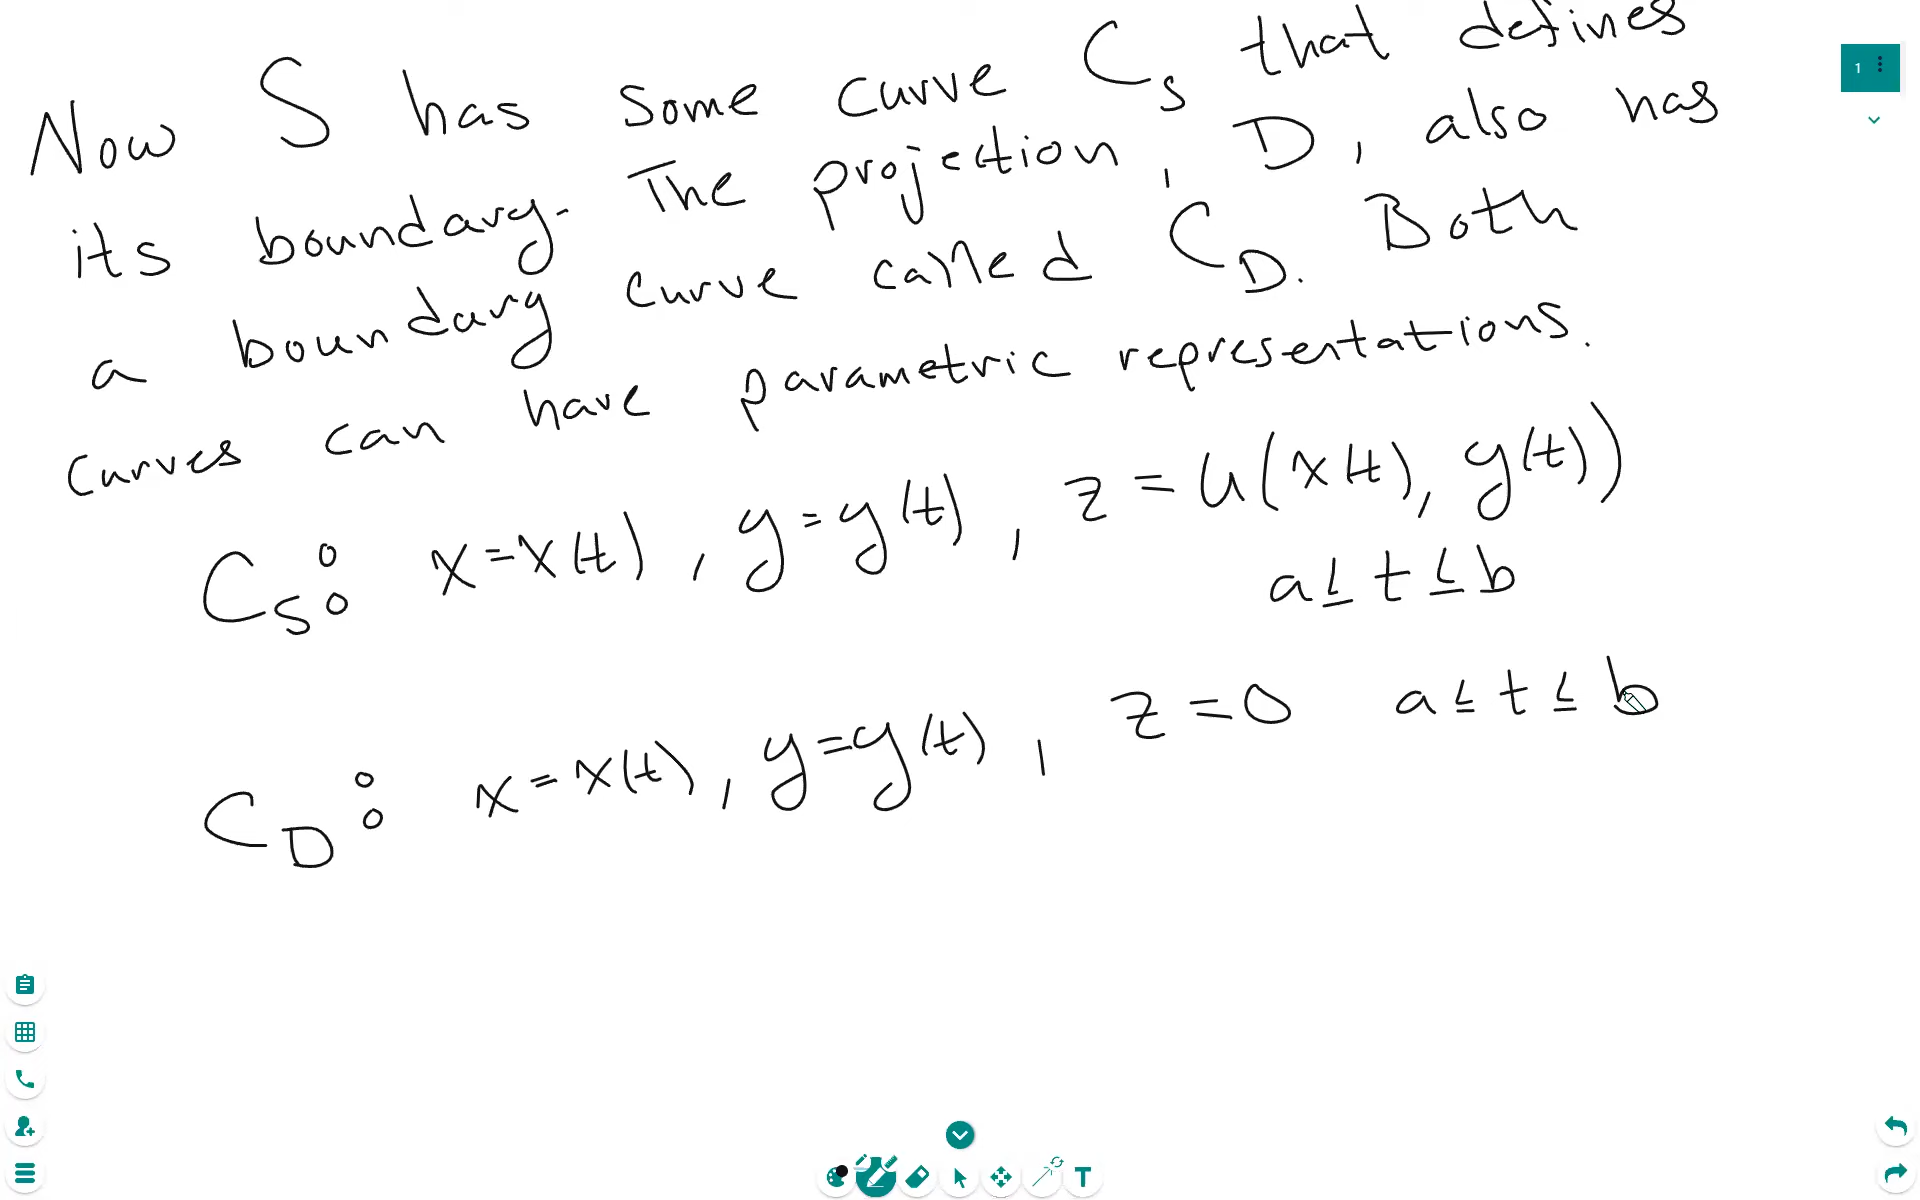 Now S has some curve C_S that defines
its boundary. The projection, D, also has
a boundary curve called C_D. Both
curves can have parametric representations.
C_S: x=x(t), y=y(t), z=u(x(t), y(t))
a≤t≤b
C_D: x=x(t), y=y(t), z=0 a≤t≤b
1
T